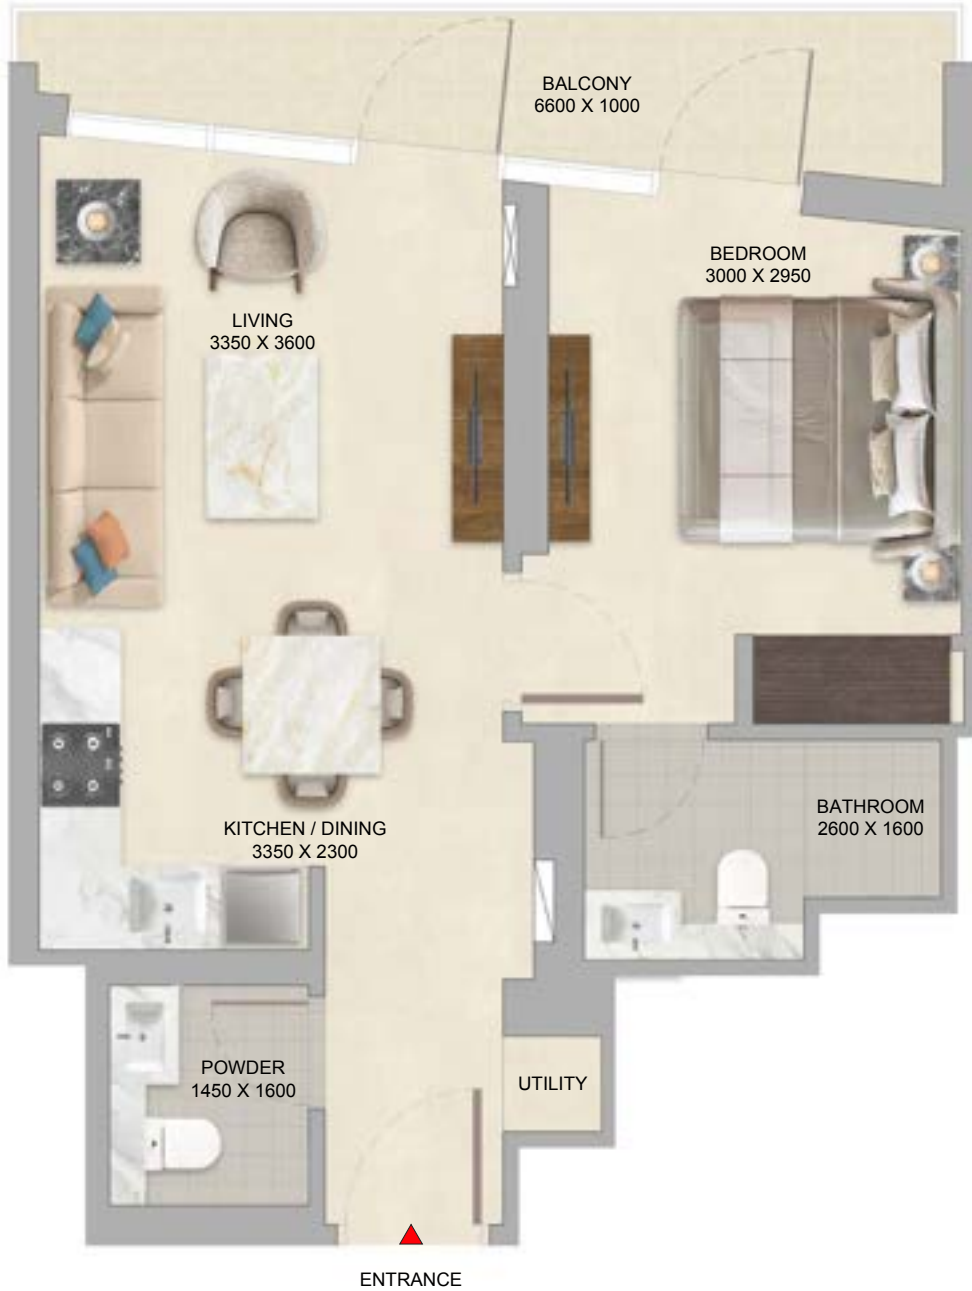 BALCONY
6600 X 1000
BEDROOM
3000 X 2950
LIVING
3350 X 3600
BATHROOM
2600 X 1600
KITCHEN / DINING
3350 X 2300
POWDER
1450 X 1600
UTILITY
ENTRANCE